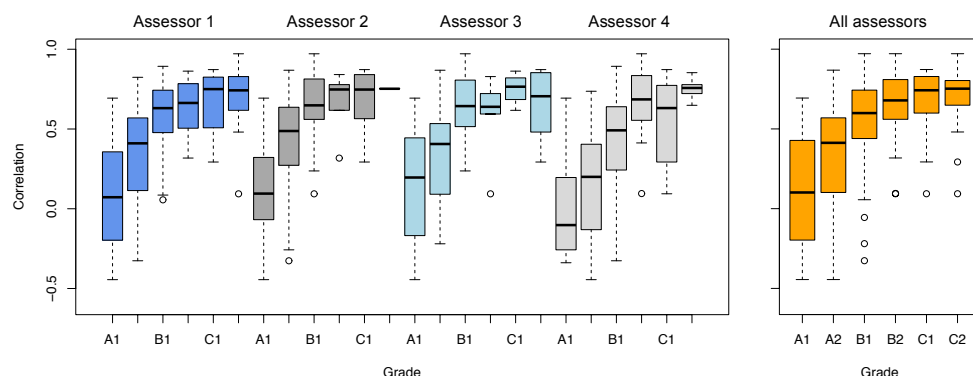 Assessor 1 Assessor 2 Assessor 3 Assessor 4 All assessors
1.0
0.5
0.0
−0.5
Correlation
A1 B1 C1 A1 B1 C1 A1 B1 C1 A1 B1 C1 A1 A2 B1 B2 C1 C2
Grade Grade